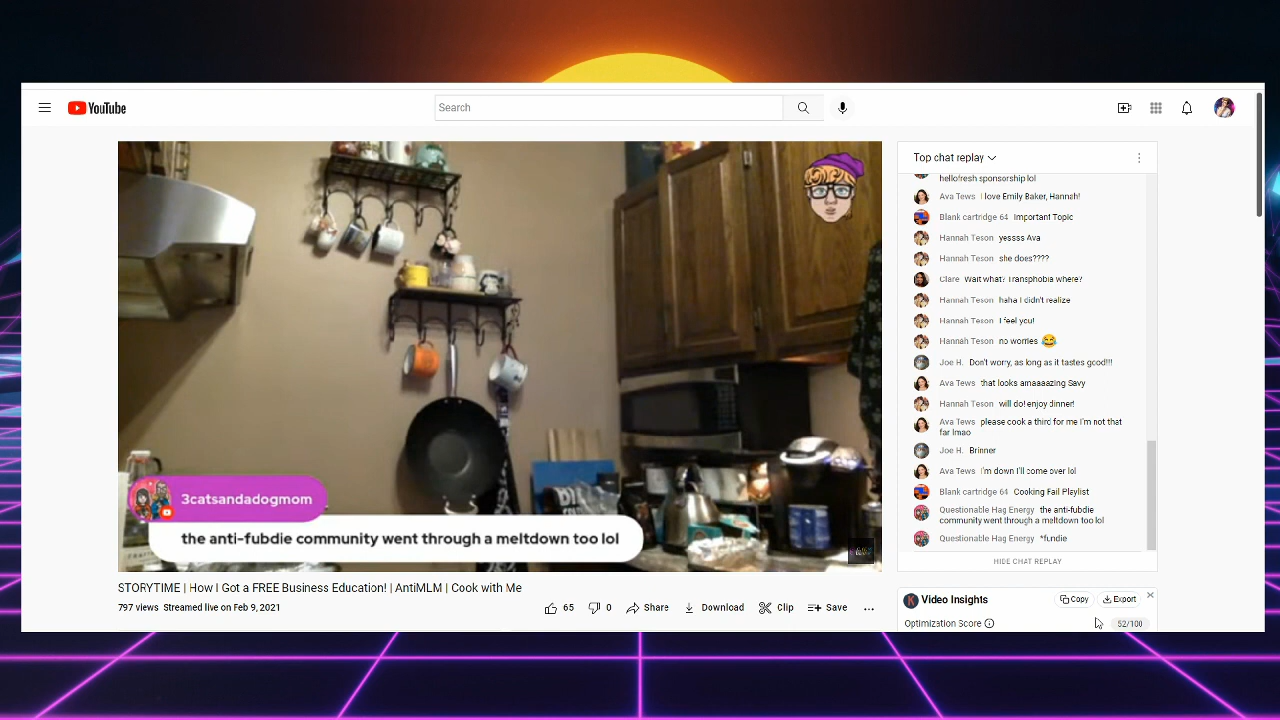 YouTube
Search
3catsandadogmom
the anti-fubdie community went through a meltdown too lol
STORYTIME | How I Got a FREE Business Education! | AntiMLM | Cook with Me
797 views Streamed live on Feb 9, 2021
65
0
Share
Download
Clip
Save
Top chat replay
hellofresh sponsorship lol
Ava Tews I love Emily Baker, Hannah!
Blank cartridge 64 Important Topic
Hannah Teson yessss Ava
Hannah Teson she does????
Clare Wait what? Transphobia where?
Hannah Teson haha I didn't realize
Hannah Teson I feel you!
Hannah Teson no worries 😂
Joe H. Don't worry, as long as it tastes good!!!
Ava Tews that looks amaaaazing Savy
Hannah Teson will do! enjoy dinner!
Ava Tews please cook a third for me I'm not that
far lmao
Joe H. Brinner
Ava Tews I'm down I'll come over lol
Blank cartridge 64 Cooking Fail Playlist
Questionable Hag Energy the anti-fubdie
community went through a meltdown too lol
Questionable Hag Energy *fundie
HIDE CHAT REPLAY
Video Insights
Copy
Export
Optimization Score
52/100